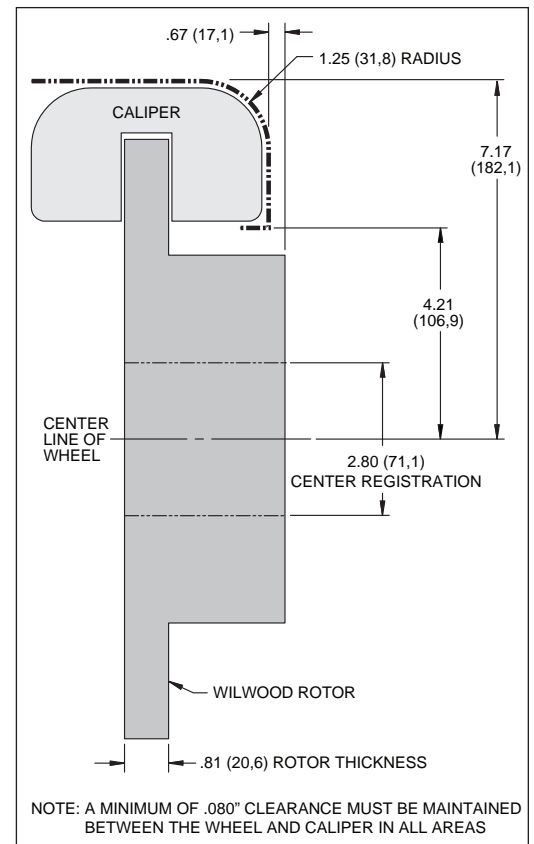 .67 (17,1)
1.25 (31,8) RADIUS
CALIPER
7.17
(182,1)
4.21
(106,9)
CENTER
LINE OF
WHEEL
2.80 (71,1)
CENTER REGISTRATION
WILWOOD ROTOR
.81 (20,6) ROTOR THICKNESS
NOTE: A MINIMUM OF .080" CLEARANCE MUST BE MAINTAINED
BETWEEN THE WHEEL AND CALIPER IN ALL AREAS